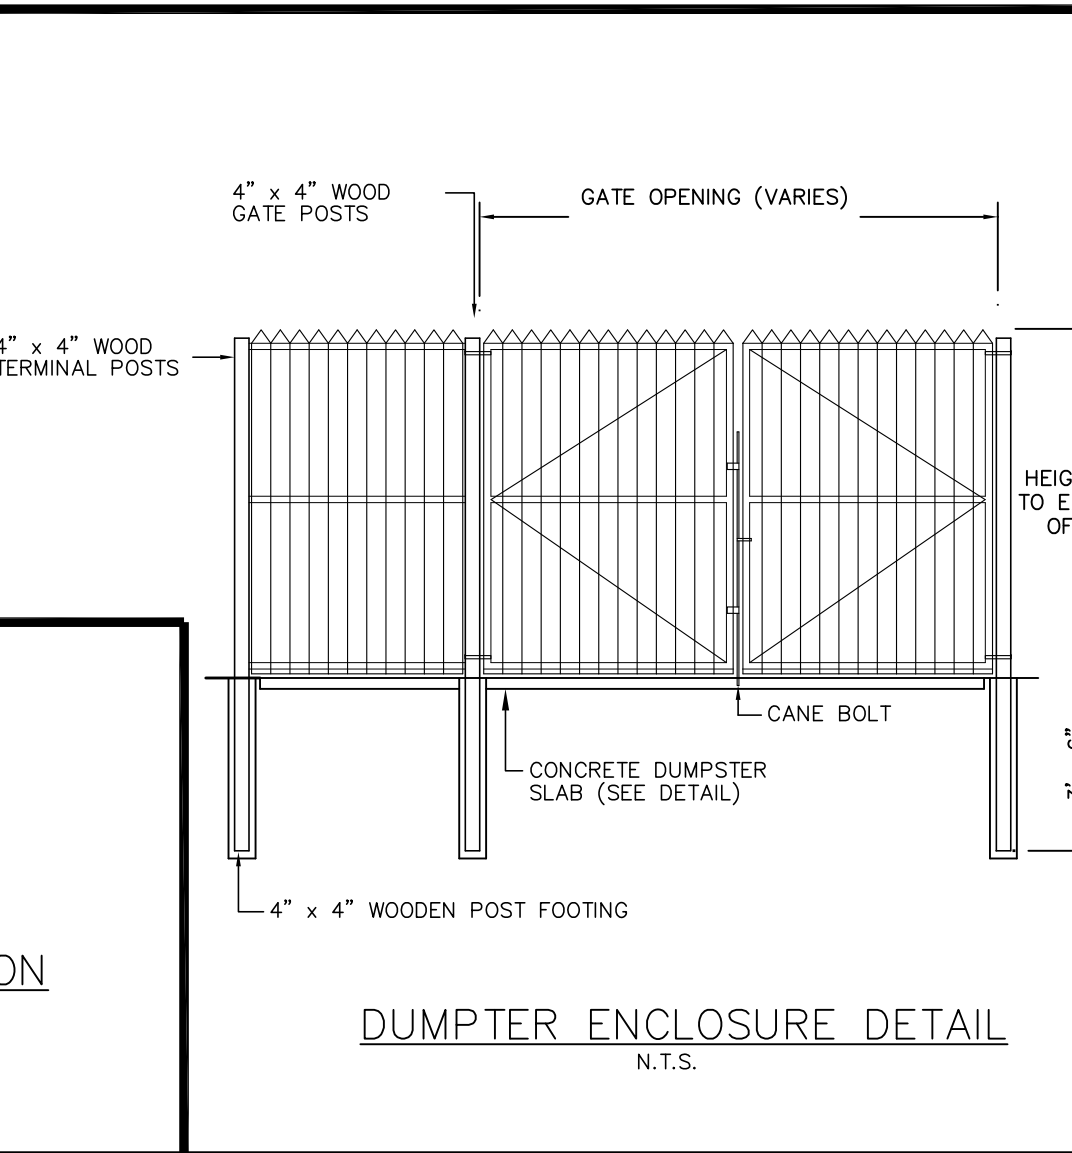 4” x 4” WOOD
GATE POSTS
GATE OPENING (VARIES)
4” x 4” WOOD
TERMINAL POSTS
HEIG
TO E
OF
CANE BOLT
CONCRETE DUMPSTER
SLAB (SEE DETAIL)
4” x 4” WOODEN POST FOOTING
ON
DUMPTER ENCLOSURE DETAIL
N.T.S.